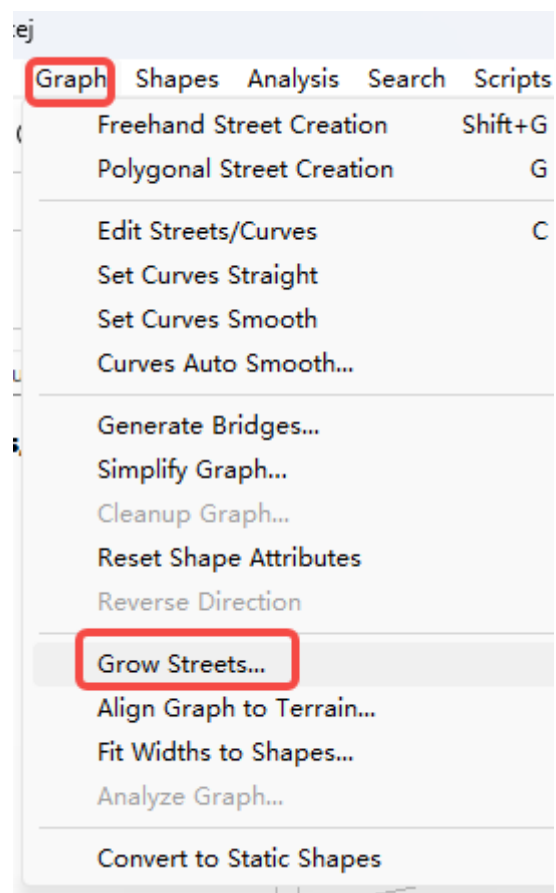 Graph Shapes Analysis Search Scripts
Freehand Street Creation Shift+G
Polygonal Street Creation G
Edit Streets/Curves C
Set Curves Straight
Set Curves Smooth
Curves Auto Smooth...
Generate Bridges...
Simplify Graph...
Cleanup Graph...
Reset Shape Attributes
Reverse Direction
Grow Streets...
Align Graph to Terrain...
Fit Widths to Shapes...
Analyze Graph...
Convert to Static Shapes